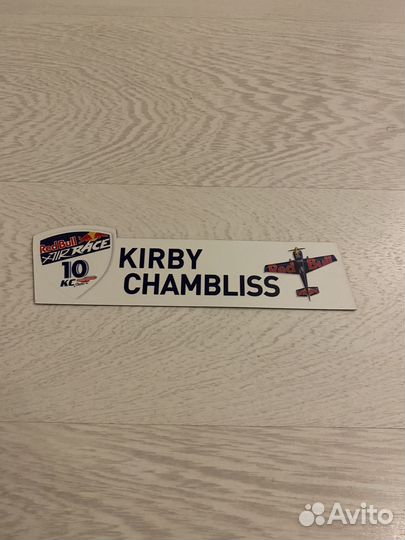 Red Bull
AIR RACE
10
KC
KIRBY
CHAMBLISS
Red Bull
Avito